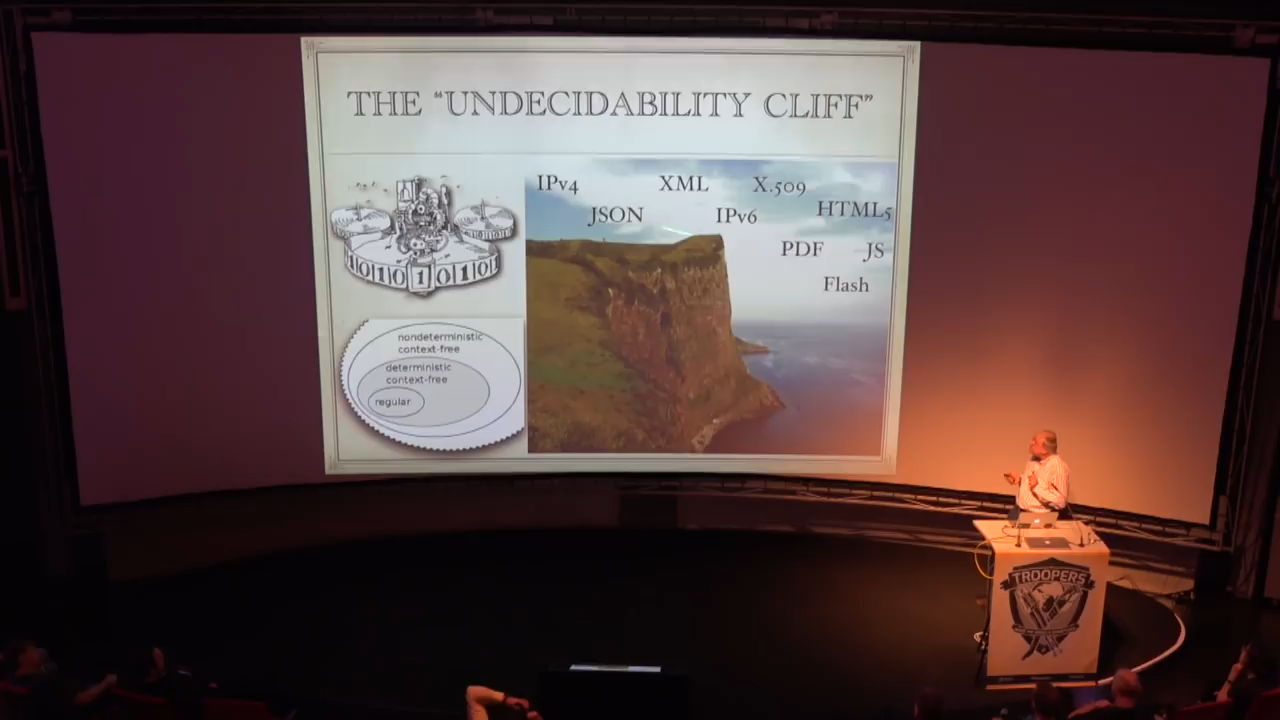 THE "UNDECIDABILITY CLIFF"
IPv4 XML X.509
JSON IPv6 HTML5
PDF JS
Flash
1010 1 0101
nondeterministic
context-free
deterministic
context-free
regular
TROOPERS